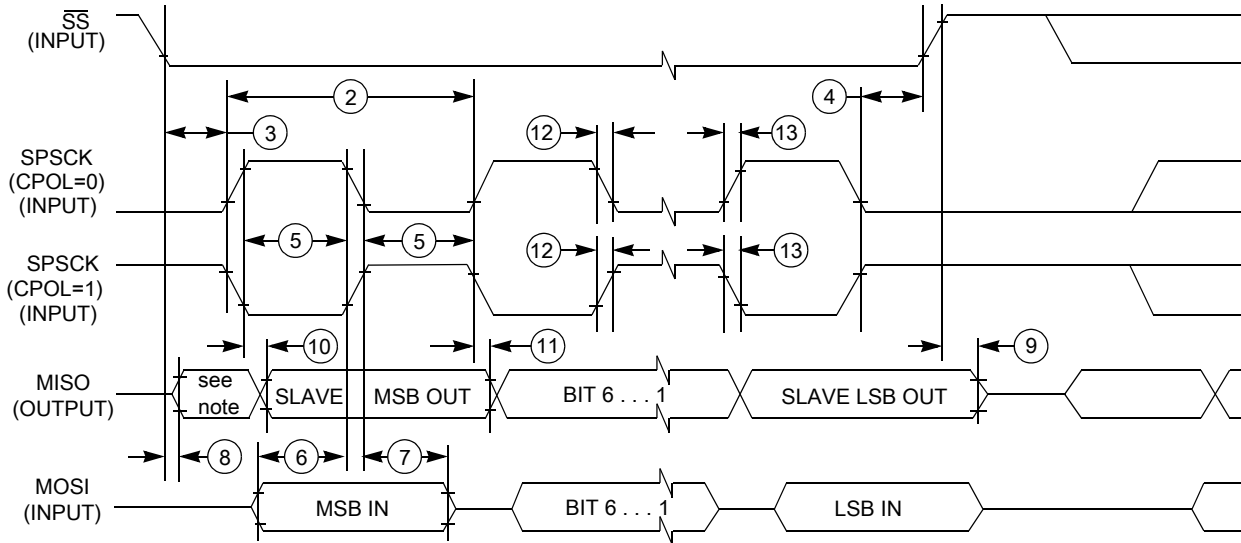 SS
(INPUT)
2
4
3
12
13
SPSCK
(CPOL=0)
(INPUT)
5
5
12
13
SPSCK
(CPOL=1)
(INPUT)
10
11
9
MISO
(OUTPUT)
see
note
SLAVE
MSB OUT
BIT 6 . . . 1
SLAVE LSB OUT
8
6
7
MOSI
(INPUT)
MSB IN
BIT 6 . . . 1
LSB IN